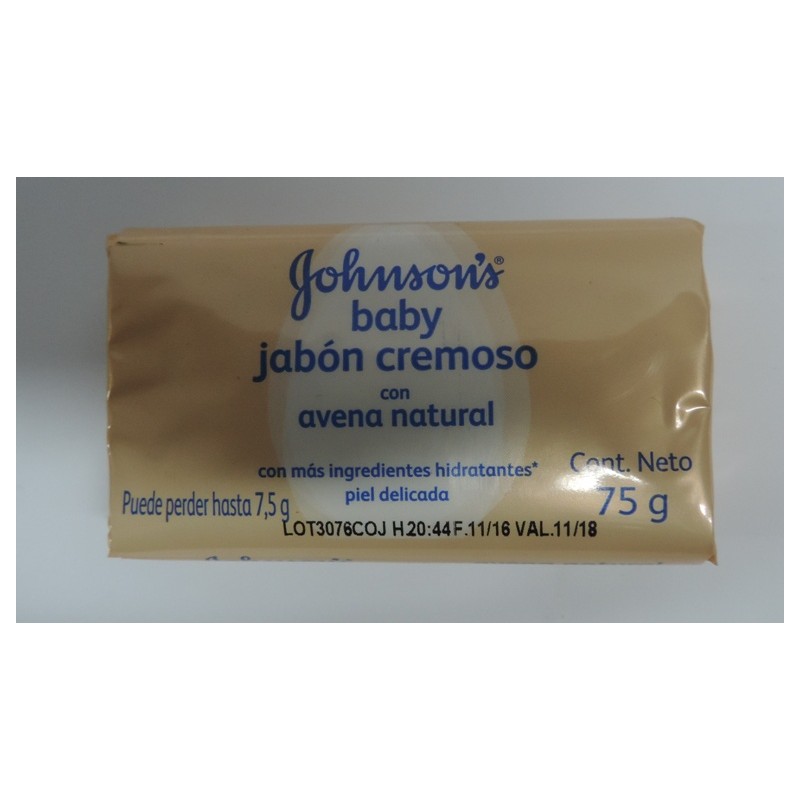 Johnson's®
baby
jabón cremoso
con
avena natural
con más ingredientes hidratantes*
piel delicada
Puede perder hasta 7,5 g
Cont. Neto
75 g
LOT3076COJ H20:44 F.11/16 VAL.11/18